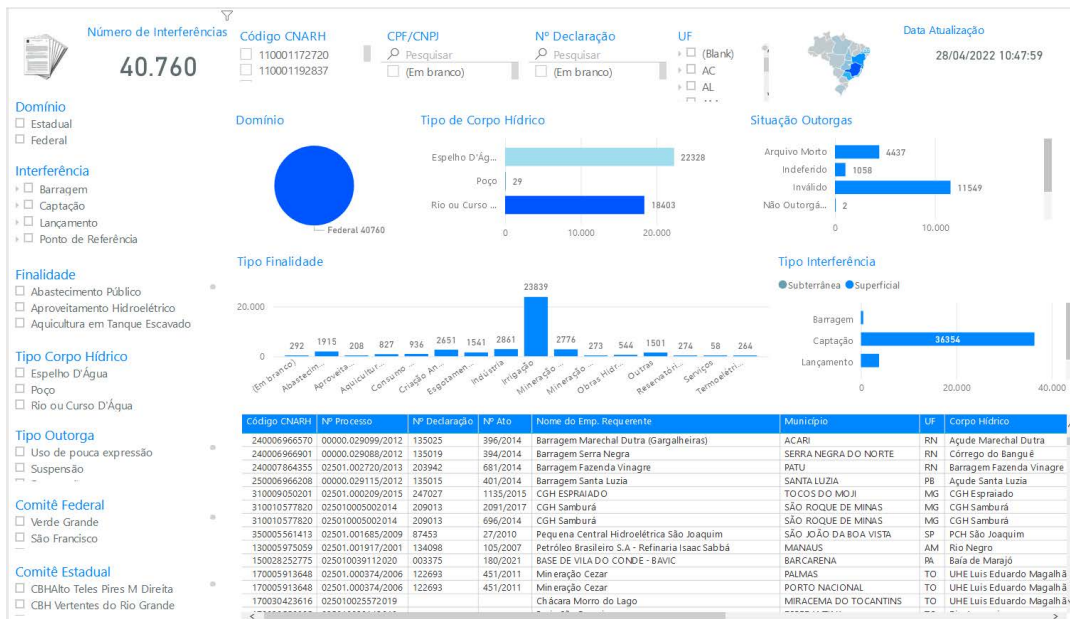 Número de Interferências
40.760
Código CNARH
110001172720
110001192837
CPF/CNPJ
Pesquisar
(Em branco)
Nº Declaração
Pesquisar
(Em branco)
UF
(Blank)
AC
AL
Data Atualização
28/04/2022 10:47:59
Domínio
Estadual
Federal
Interferência
Barragem
Captação
Lançamento
Ponto de Referência
Finalidade
Abastecimento Público
Aproveitamento Hidroelétrico
Aquicultura em Tanque Escavado
Tipo Corpo Hídrico
Espelho D'Água
Poço
Rio ou Curso D'Água
Tipo Outorga
Uso de pouca expressão
Suspensão
Comitê Federal
Verde Grande
São Francisco
Comitê Estadual
CBHAlto Teles Pires M Direita
CBH Vertentes do Rio Grande
Domínio
Federal 40760
Tipo de Corpo Hídrico
Espelho D'Ág... 22328
Poço 29
Rio ou Curso ... 18403
0 10.000 20.000
Situação Outorgas
Arquivo Morto 4437
Indeferido 1058
Inválido 11549
Não Outorgá... 2
0 10.000
Tipo Finalidade
20.000
0
292 1915 208 827 936 2651 1541 2861 23839 2776 273 544 1501 274 58 264
(Em branco) Abastecim... Aproveita... Aquicultur... Consumo ... Criação An... Esgotamen... Indústria Irrigação Mineração ... Mineração ... Obras Hidr... Outras Reservatóri... Serviços Termoelétri...
Tipo Interferência
Subterrânea Superficial
Barragem
Captação 36354
Lançamento
0 20.000 40.000
Código CNARH Nº Processo Nº Declaração Nº Ato Nome do Emp. Requerente Município UF Corpo Hídrico
240006966570 00000.029099/2012 135025 396/2014 Barragem Marechal Dutra (Gargalheiras) ACARI RN Açude Marechal Dutra
240006966901 00000.029088/2012 135019 394/2014 Barragem Serra Negra SERRA NEGRA DO NORTE RN Córrego do Banguê
240007864355 02501.002720/2013 203942 681/2014 Barragem Fazenda Vinagre PATU RN Barragem Fazenda Vinagre
250006966208 00000.029115/2012 135015 401/2014 Barragem Santa Luzia SANTA LUZIA PB Açude Santa Luzia
310009050201 02501.000209/2015 247027 1135/2015 CGH ESPRAIADO TOCOS DO MOJI MG CGH Espraiado
310010577820 025010005002014 209013 2091/2017 CGH Samburá SÃO ROQUE DE MINAS MG CGH Samburá
310010577820 025010005002014 209013 696/2014 CGH Samburá SÃO ROQUE DE MINAS MG CGH Samburá
350005561413 02501.001685/2009 87453 27/2010 Pequena Central Hidroelétrica São Joaquim SÃO JOÃO DA BOA VISTA SP PCH São Joaquim
130005975059 02501.001917/2001 134098 105/2007 Petróleo Brasileiro S.A - Refinaria Isaac Sabbá MANAUS AM Rio Negro
150028252775 025010039112020 003375 180/2021 BASE DE VILA DO CONDE - BAVIC BARCARENA PA Baía de Marajó
170005913648 02501.000374/2006 122693 451/2011 Mineração Cezar PALMAS TO UHE Luis Eduardo Magalhã
170005913648 02501.000374/2006 122693 451/2011 Mineração Cezar PORTO NACIONAL TO UHE Luis Eduardo Magalhã
170030423616 025010025572019 Chácara Morro do Lago MIRACEMA DO TOCANTINS TO UHE Luis Eduardo Magalhã